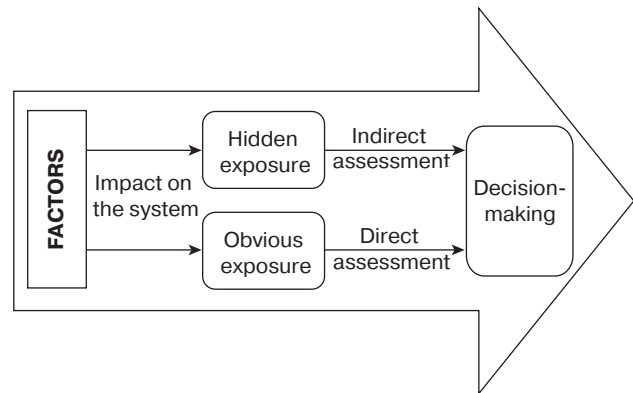 FACTORS
Impact on
the system
Hidden
exposure
Indirect
assessment
Obvious
exposure
Direct
assessment
Decision-
making